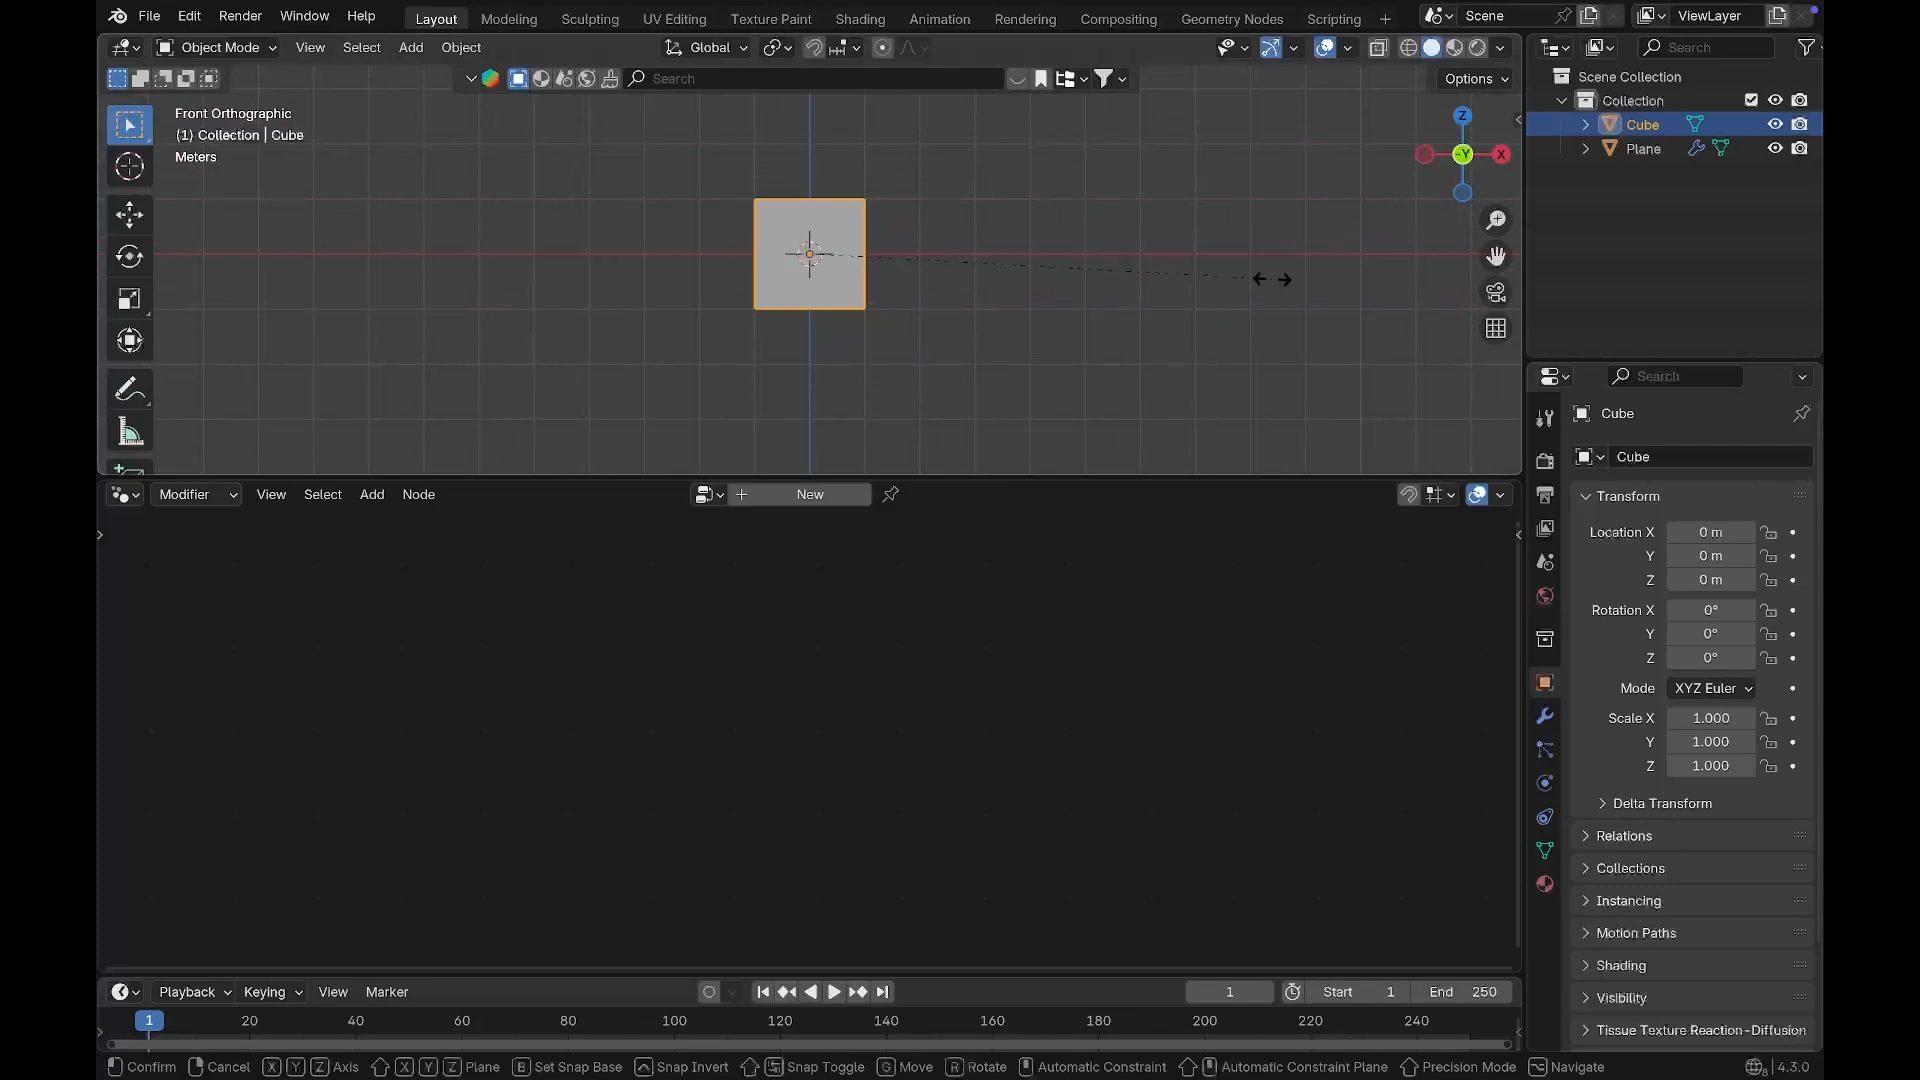 File Edit Render Window Help Layout Modeling Sculpting UV Editing Texture Paint Shading Animation Rendering Compositing Geometry Nodes Scripting + Scene ViewLayer
Object Mode View Select Add Object Global Search
Search Options
Front Orthographic
(1) Collection | Cube
Meters
Z
-Y X
Scene Collection
Collection
Cube
Plane
Search
Cube
Cube
Transform
Location X 0 m
Y 0 m
Z 0 m
Rotation X 0°
Y 0°
Z 0°
Mode XYZ Euler
Scale X 1.000
Y 1.000
Z 1.000
Delta Transform
Relations
Collections
Instancing
Motion Paths
Shading
Visibility
Tissue Texture Reaction-Diffusion
Modifier View Select Add Node + New
Playback Keying View Marker 1 Start 1 End 250
1 20 40 60 80 100 120 140 160 180 200 220 240
Confirm Cancel X Y Z Axis X Y Z Plane E Set Snap Base Snap Invert Snap Toggle G Move R Rotate Automatic Constraint Automatic Constraint Plane Precision Mode Navigate 4.3.0